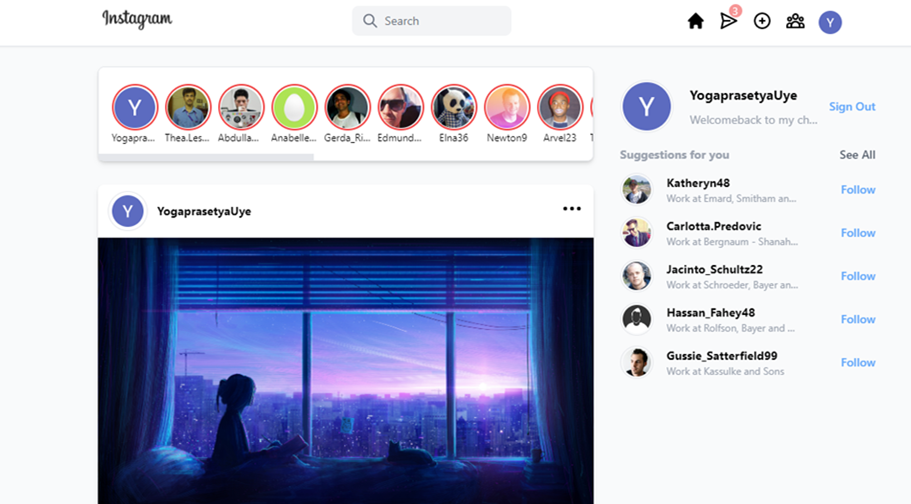 Instagram
Search
3
Y
Y
Yogapra...
Thea.Les...
Abdulla...
Anabelle...
Gerda_Ri...
Edmund...
Elna36
Newton9
Arvel23
Y
YogaprasetyaUye
Welcomeback to my ch...
Sign Out
Suggestions for you
See All
Katheryn48
Work at Emard, Smitham an...
Follow
Carlotta.Predovic
Work at Bergnaum - Shanah...
Follow
Jacinto_Schultz22
Work at Schroeder, Bayer an...
Follow
Hassan_Fahey48
Work at Rolfson, Bayer and ...
Follow
Gussie_Satterfield99
Work at Kassulke and Sons
Follow
Y
YogaprasetyaUye